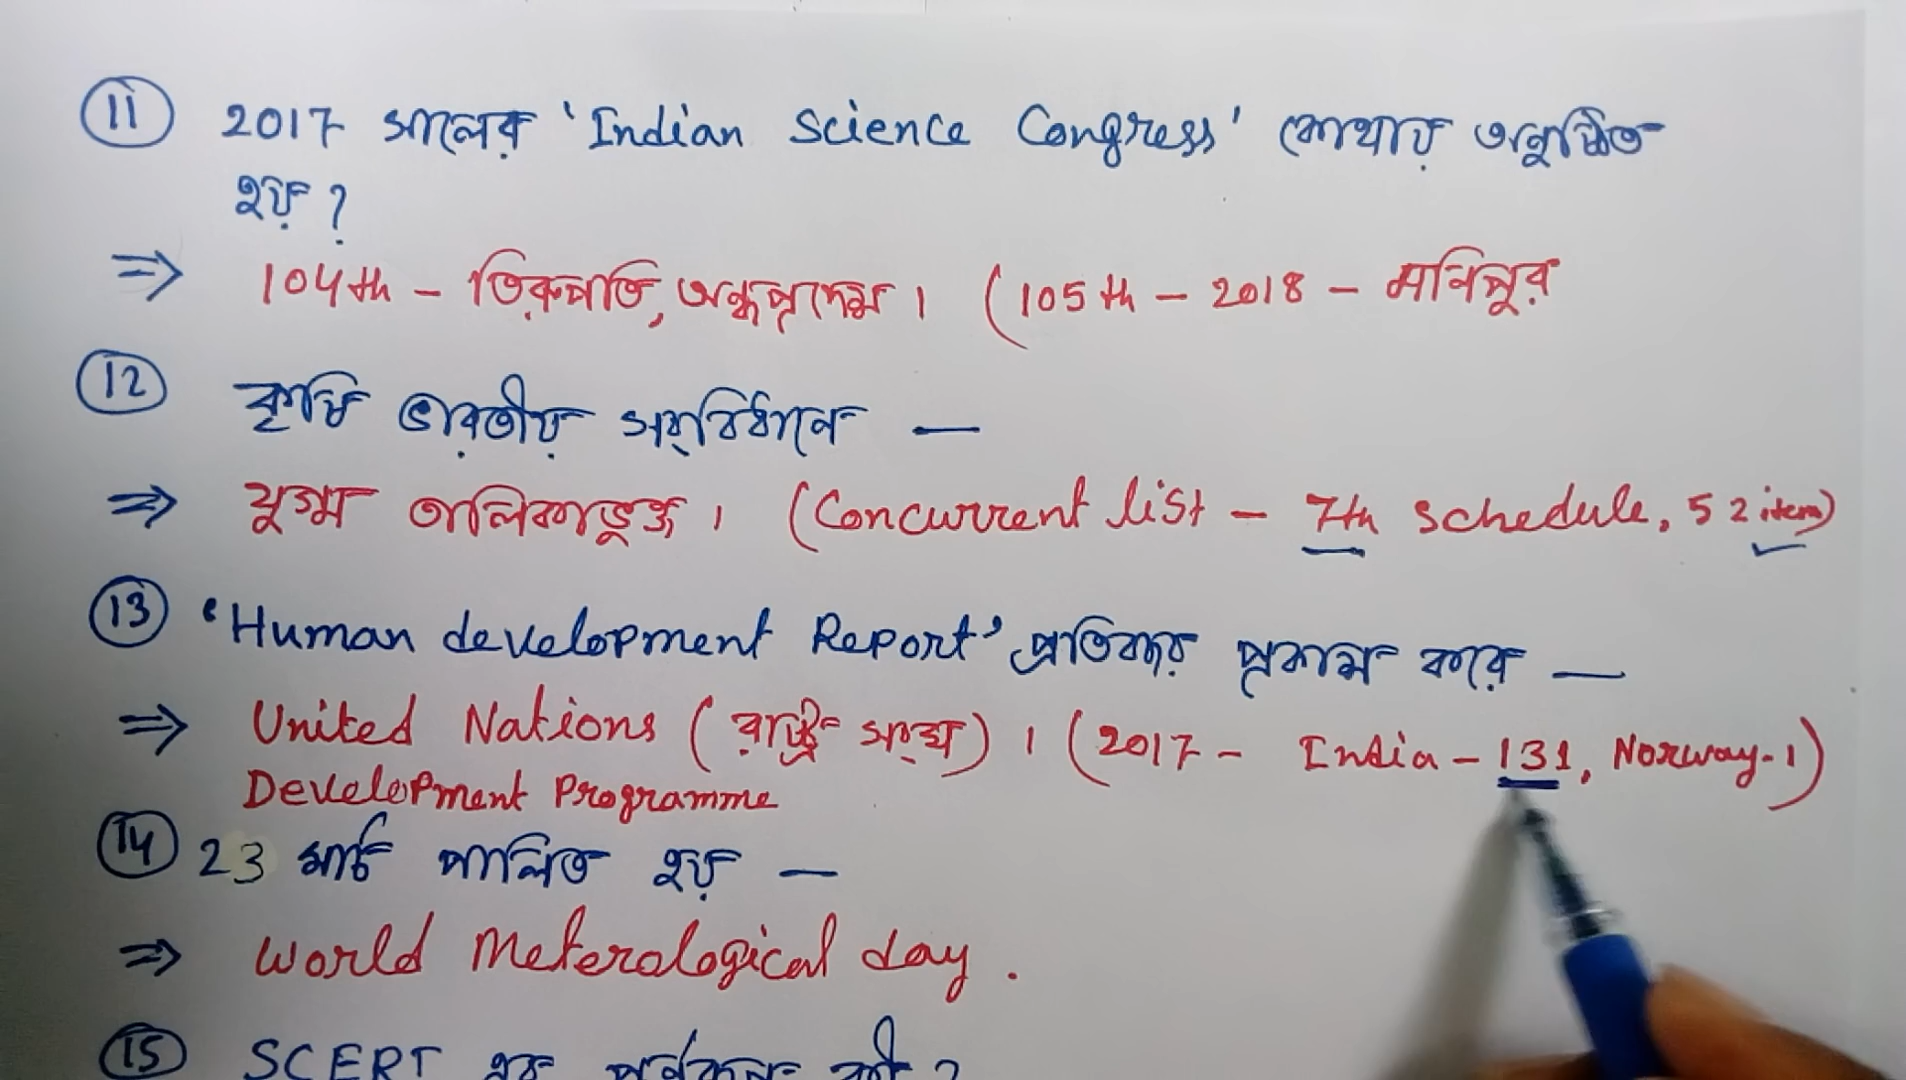 11 2017 সালের 'Indian Science Congress' কোথায় অনুষ্ঠিত
হয় ?
⇒ 104th - তিরুপতি, অন্ধ্রপ্রদেশ । (105th - 2018 - মনিপুর
12 কৃষি ভারতীয় সংবিধানে —
⇒ যুগ্ম তালিকাভুক্ত । (Concurrent list - 7th schedule, 52 item)
13 'Human development Report' প্রতিবছর প্রকাশ করে —
⇒ United Nations (রাষ্ট্র সংঘ) । (2017 - India - 131, Norway - 1)
Development Programme
14 23 মার্চ পালিত হয় —
⇒ World Meterological day .
15 SCERT এর কী ?